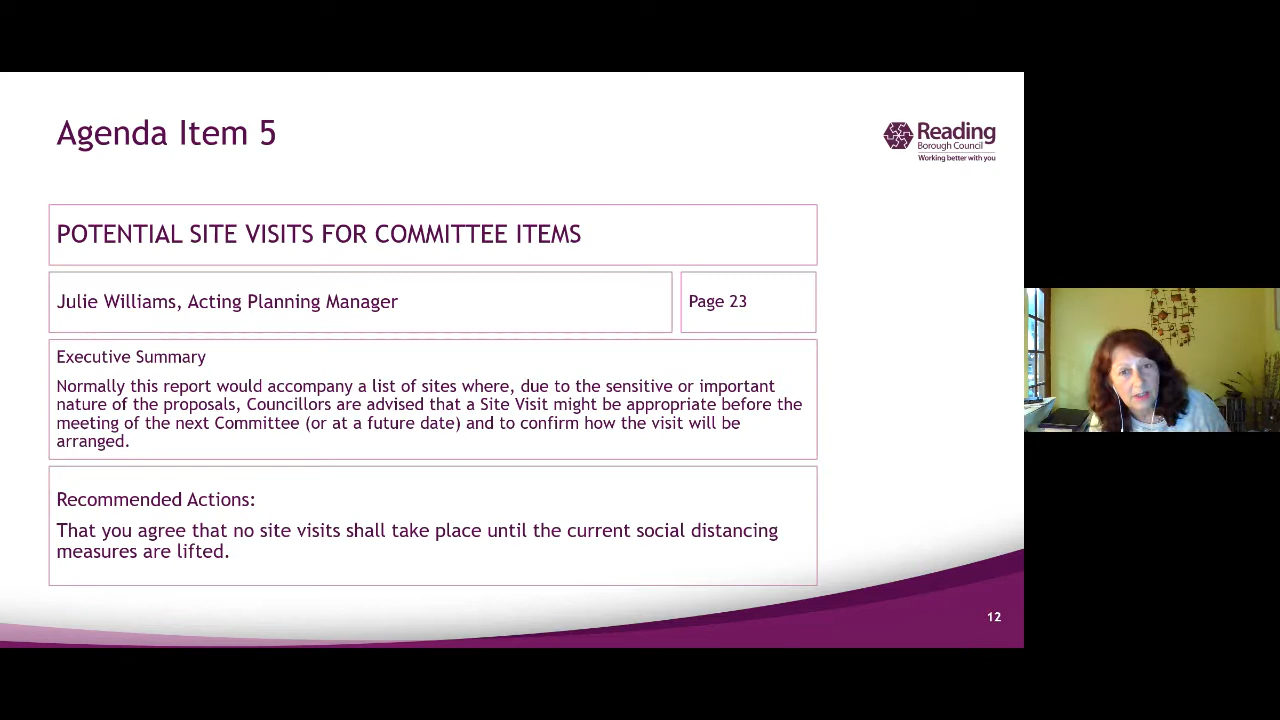 Agenda Item 5
Reading
Borough Council
Working better with you
POTENTIAL SITE VISITS FOR COMMITTEE ITEMS
Julie Williams, Acting Planning Manager
Page 23
Executive Summary
Normally this report would accompany a list of sites where, due to the sensitive or important
nature of the proposals, Councillors are advised that a Site Visit might be appropriate before the
meeting of the next Committee (or at a future date) and to confirm how the visit will be
arranged.
Recommended Actions:
That you agree that no site visits shall take place until the current social distancing
measures are lifted.
12